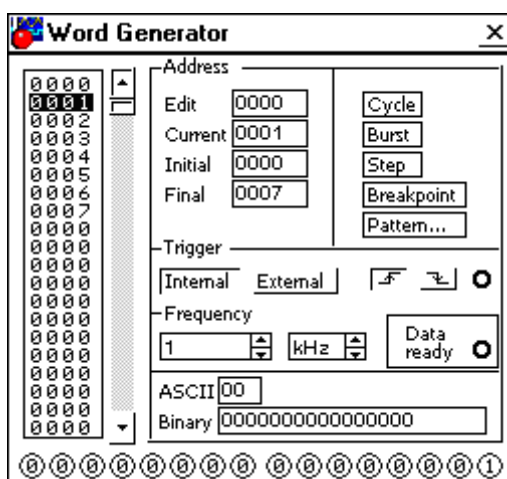 Word Generator
0000
0001
0002
0003
0004
0005
0006
0007
0000
0000
0000
0000
0000
0000
0000
0000
0000
0000
0000
0000
Address
Edit 0000
Current 0001
Initial 0000
Final 0007
Cycle
Burst
Step
Breakpoint
Pattern...
Trigger
Internal External
Frequency
1 kHz
Data
ready
ASCII 00
Binary 0000000000000000
0 0 0 0 0 0 0 0 0 0 0 0 0 0 0 1